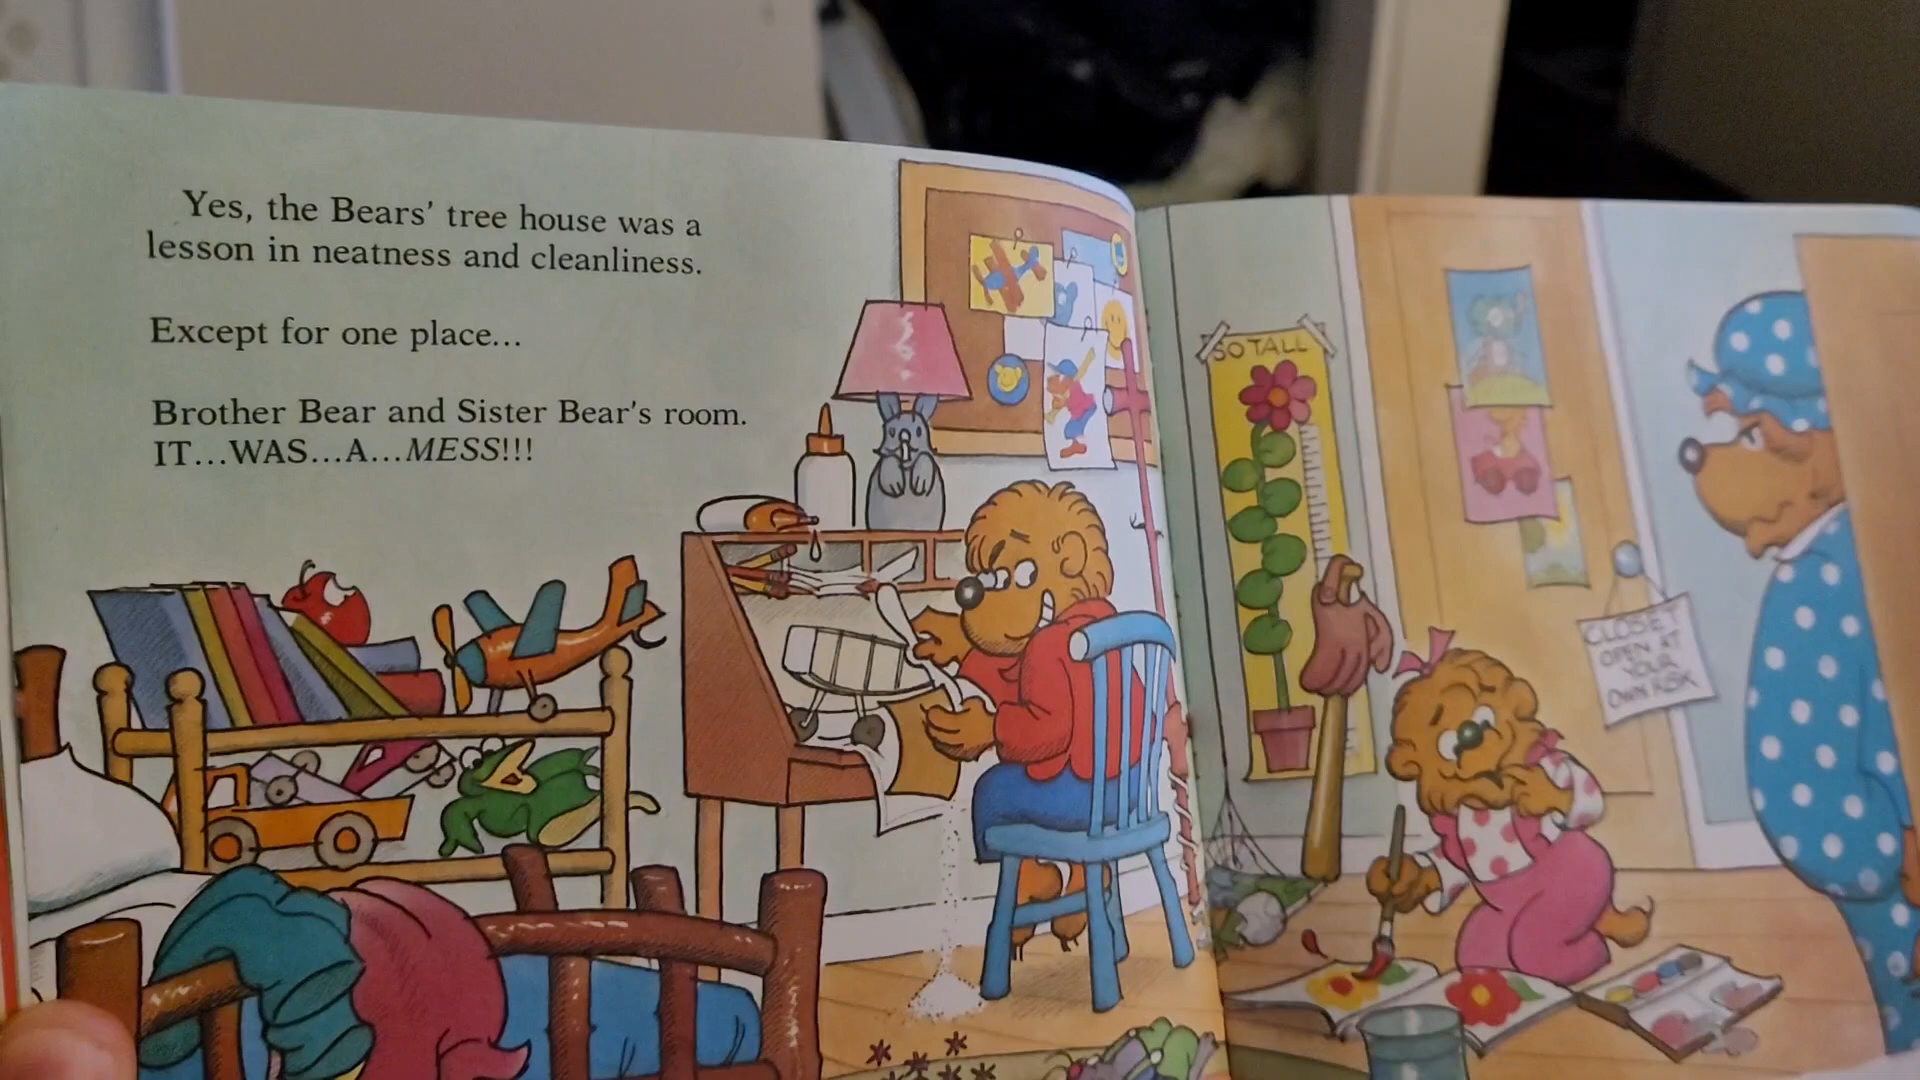 Yes, the Bears' tree house was a
lesson in neatness and cleanliness.
Except for one place...
Brother Bear and Sister Bear's room.
IT...WAS...A...MESS!!!
SO TALL
CLOSET
OPEN AT
YOUR
OWN RISK